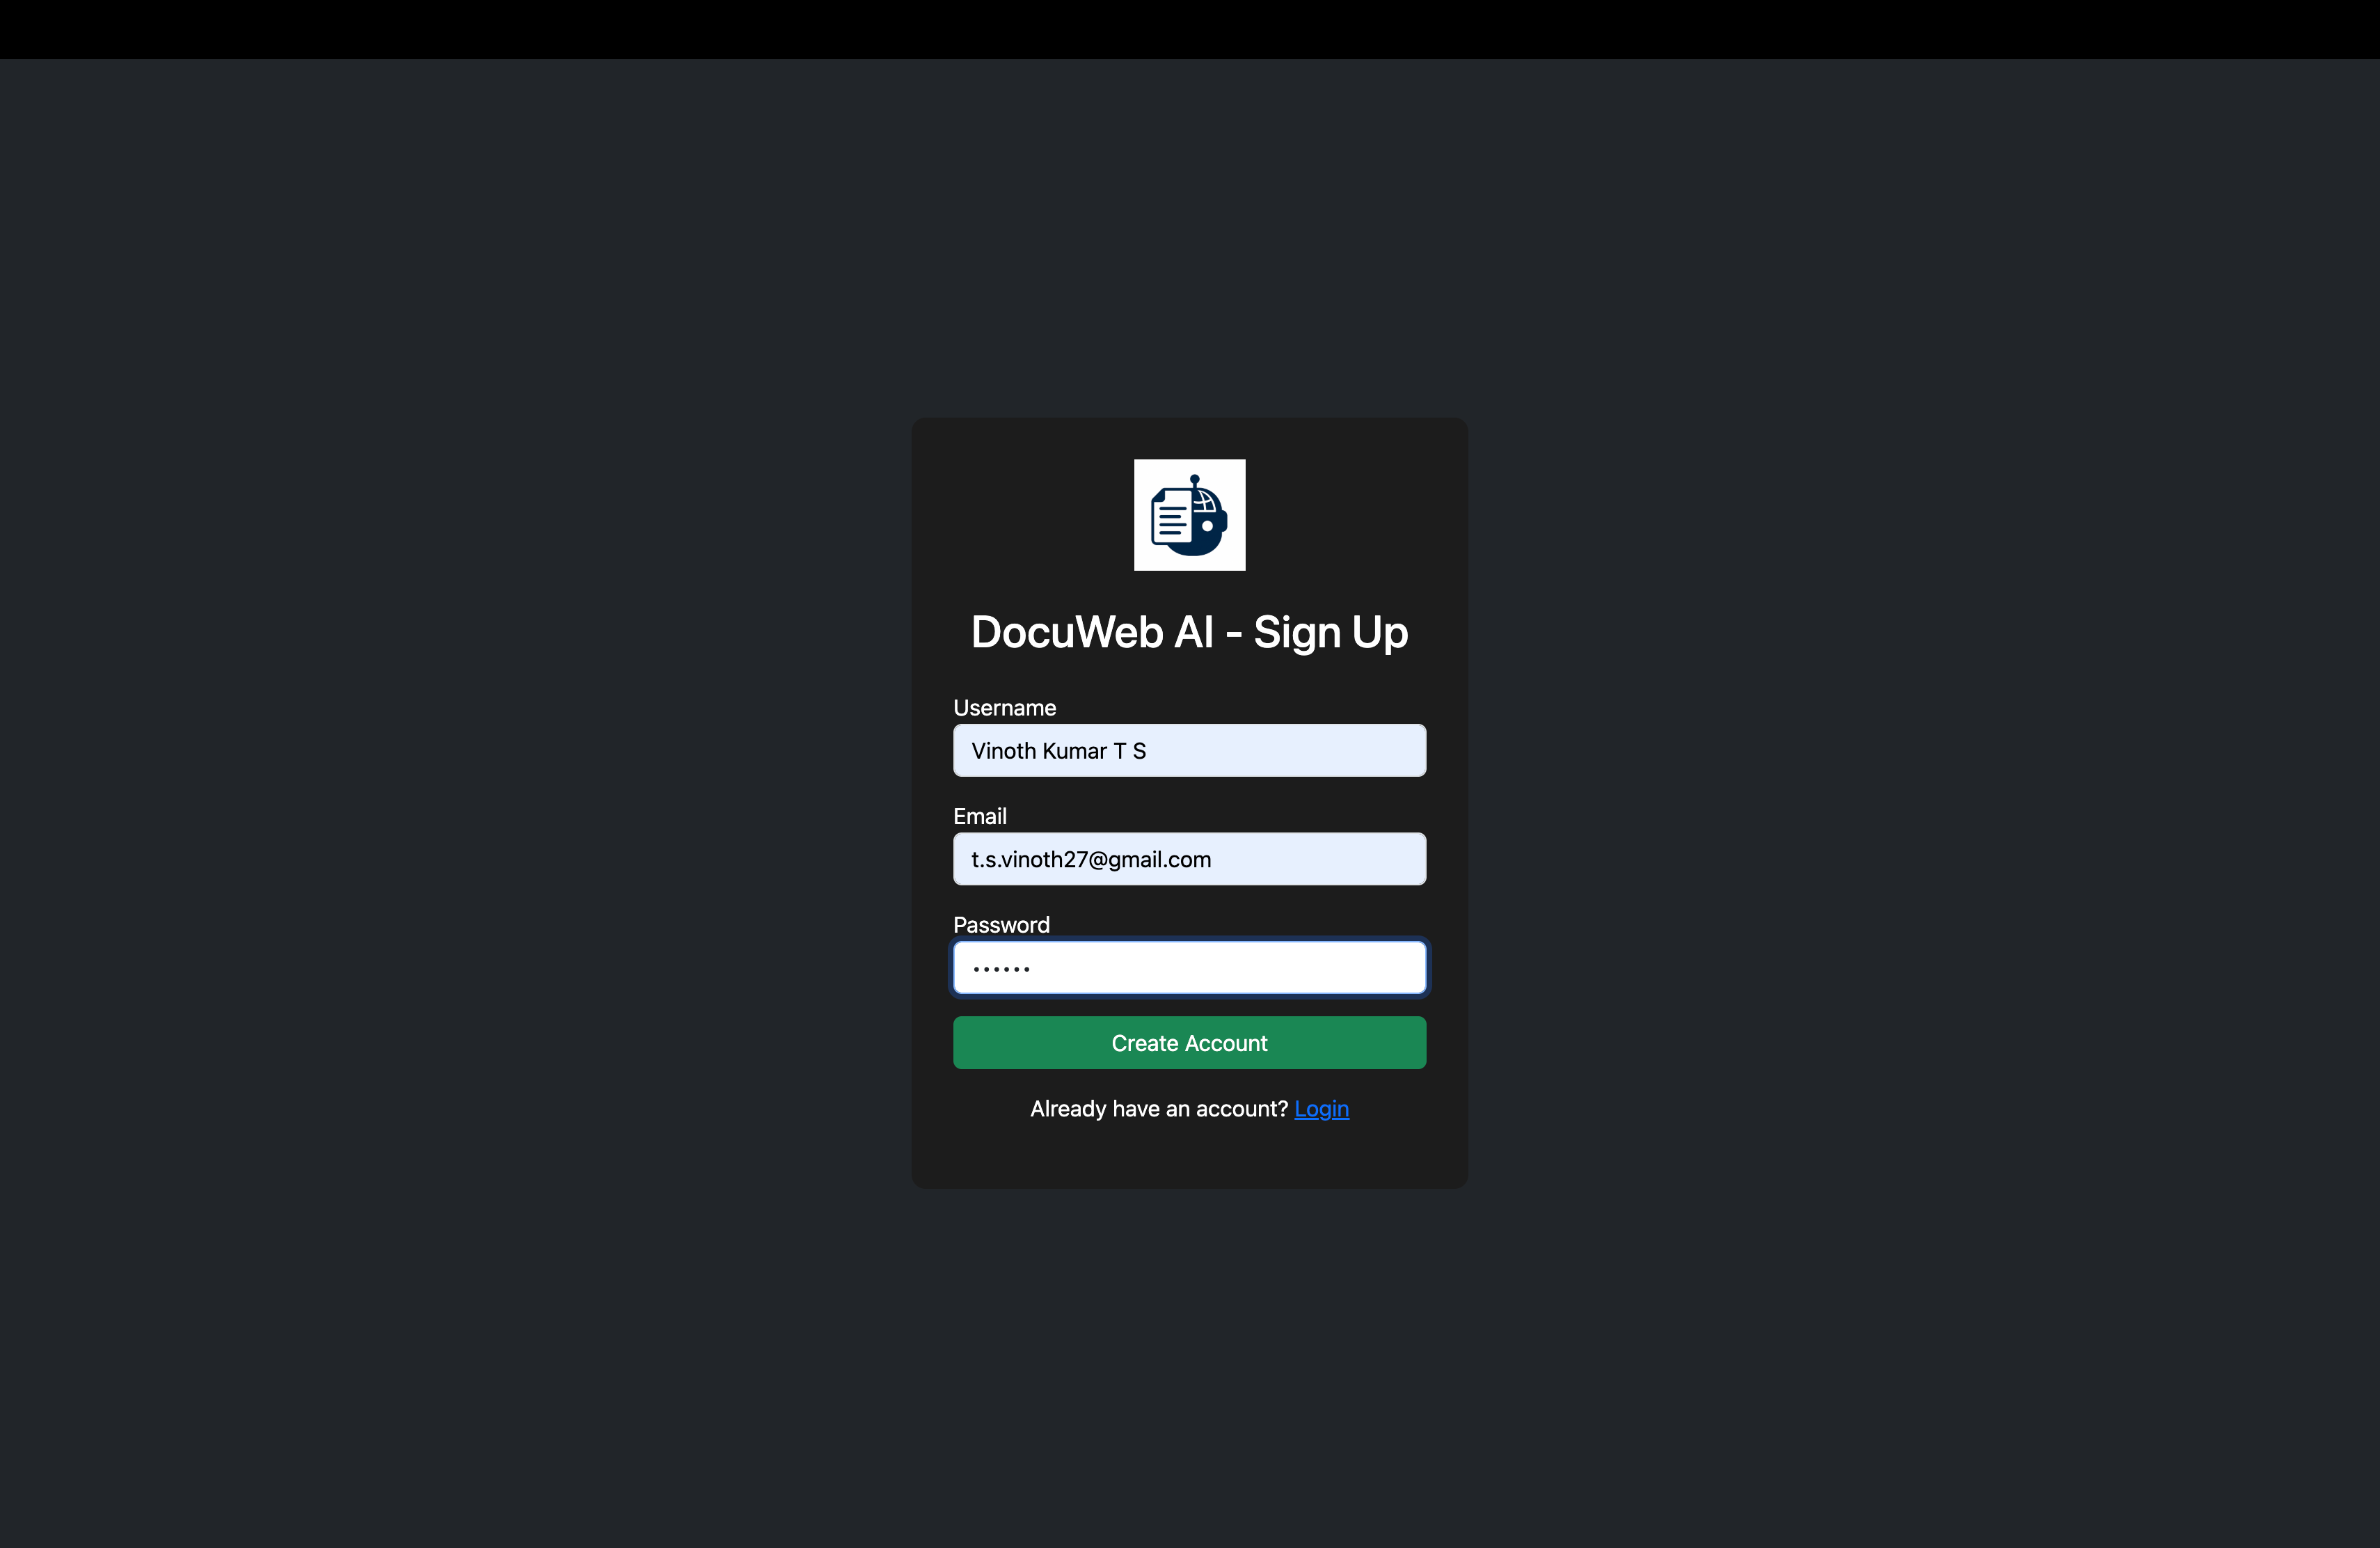 DocuWeb AI - Sign Up
Username
Vinoth Kumar T S
Email
t.s.vinoth27@gmail.com
Password
••••••
Create Account
Already have an account? Login